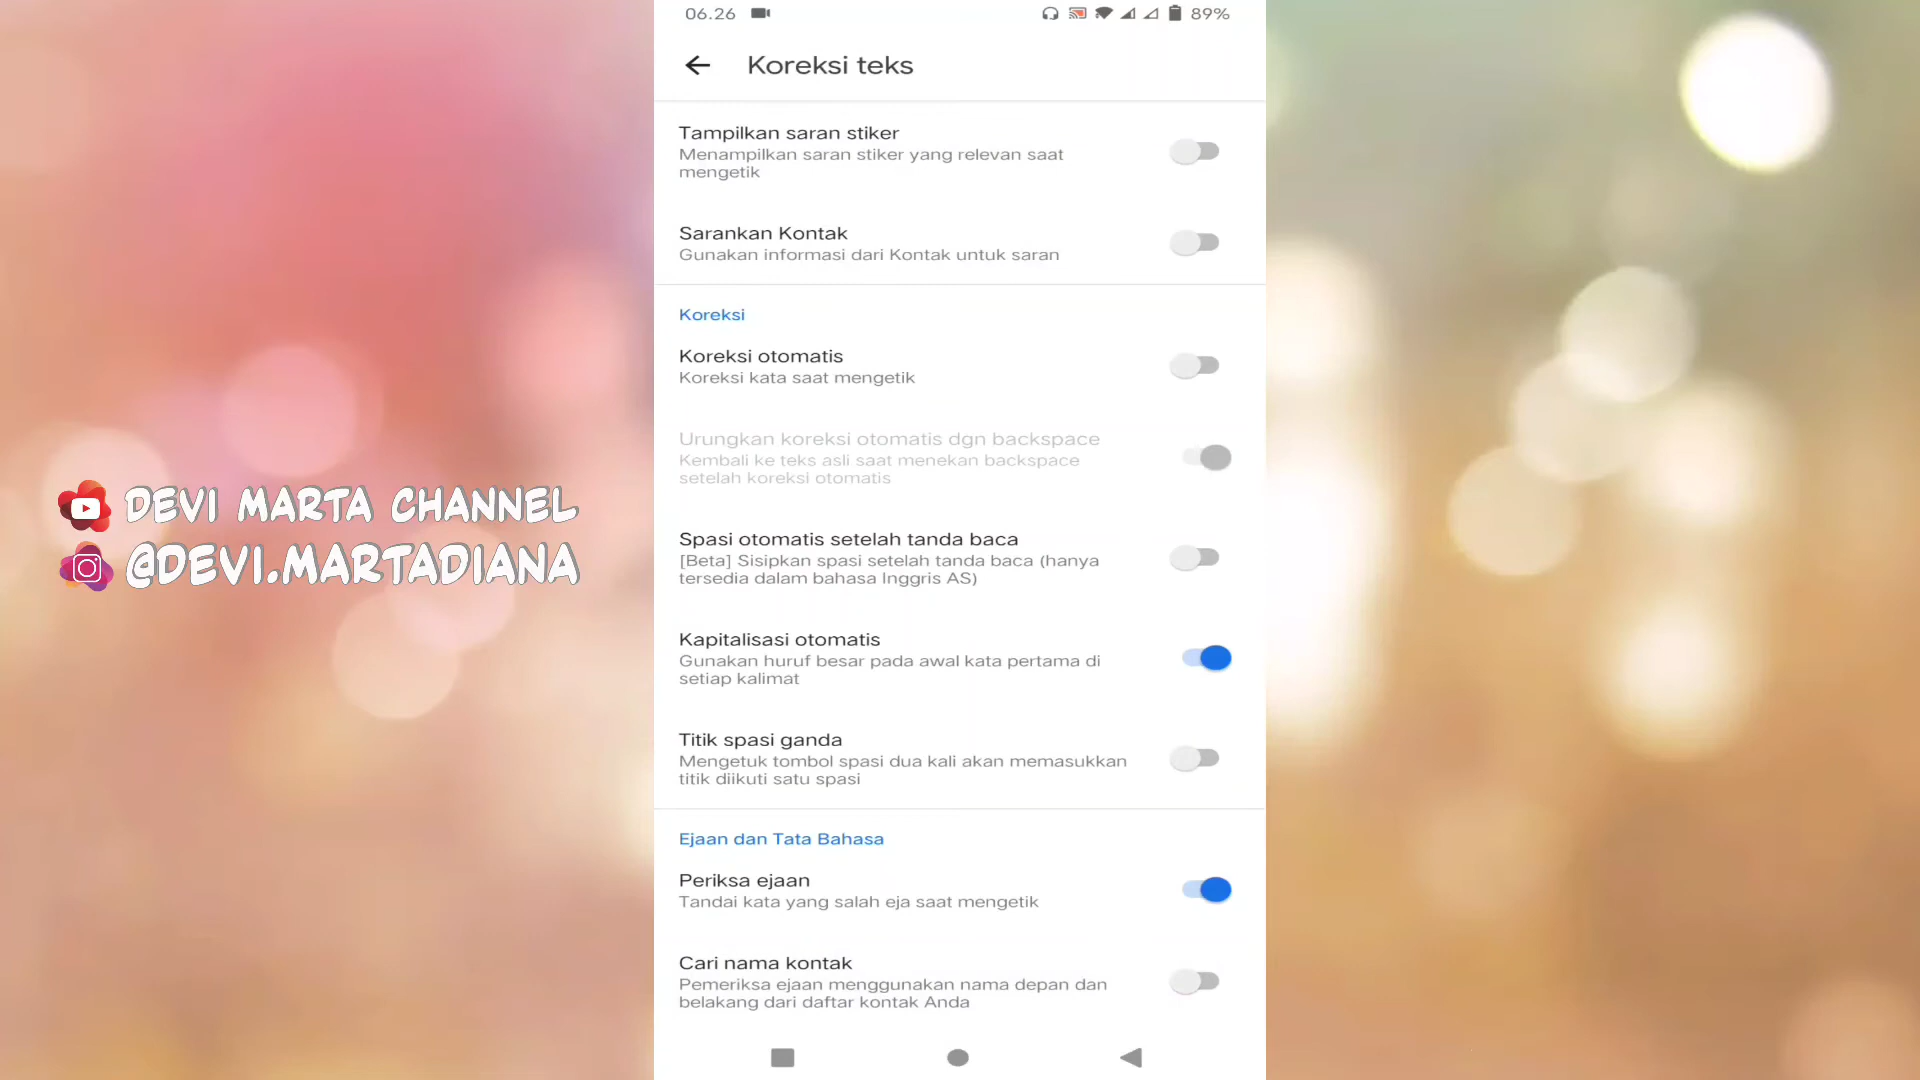 06.26
89%
Koreksi teks
Tampilkan saran stiker
Menampilkan saran stiker yang relevan saat
mengetik
Sarankan Kontak
Gunakan informasi dari Kontak untuk saran
Koreksi
Koreksi otomatis
Koreksi kata saat mengetik
Urungkan koreksi otomatis dgn backspace
Kembali ke teks asli saat menekan backspace
setelah koreksi otomatis
Spasi otomatis setelah tanda baca
[Beta] Sisipkan spasi setelah tanda baca (hanya
tersedia dalam bahasa Inggris AS)
Kapitalisasi otomatis
Gunakan huruf besar pada awal kata pertama di
setiap kalimat
Titik spasi ganda
Mengetuk tombol spasi dua kali akan memasukkan
titik diikuti satu spasi
Ejaan dan Tata Bahasa
Periksa ejaan
Tandai kata yang salah eja saat mengetik
Cari nama kontak
Pemeriksa ejaan menggunakan nama depan dan
belakang dari daftar kontak Anda
DEVI MARTA CHANNEL
@DEVI.MARTADIANA